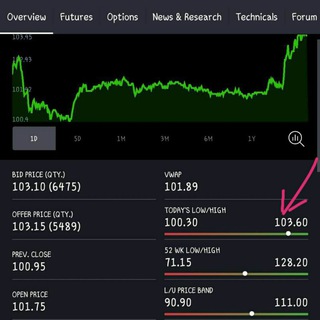 Overview Futures Options News & Research Technicals Forum
103.95
101.92
100.9
1D 5D 1M 3M 6M 1Y
BID PRICE (QTY.) VWAP
103.10 (6475) 101.89
OFFER PRICE (QTY.) TODAY'S LOW/HIGH
103.15 (5489) 100.30 103.60
PREV. CLOSE 52 WK LOW/HIGH
100.95 71.15 128.20
OPEN PRICE L/U PRICE BAND
101.75 90.90 111.00